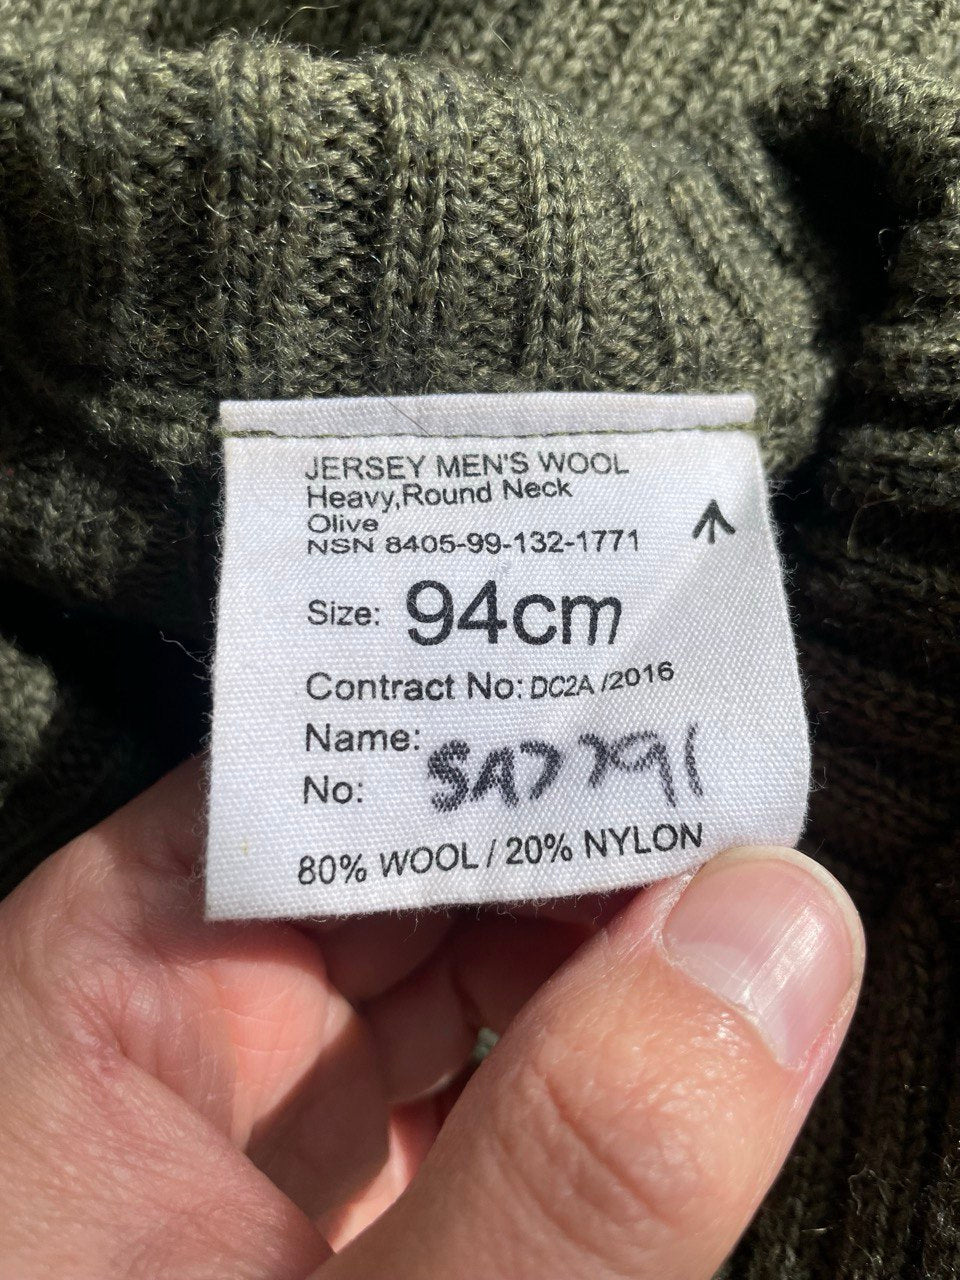 JERSEY MEN'S WOOL
Heavy,Round Neck
Olive
NSN 8405-99-132-1771
Size: 94cm
Contract No: DC2A /2016
Name:
No: SA7791
80% WOOL / 20% NYLON